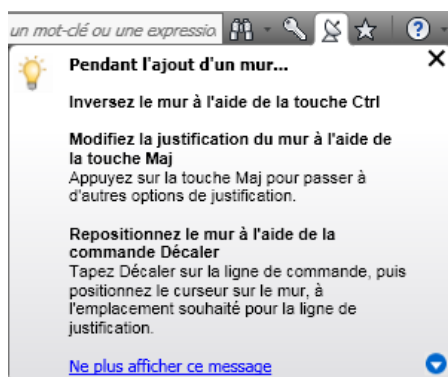 un mot-clé ou une expressio
?
Pendant l'ajout d'un mur...
Inversez le mur à l'aide de la touche Ctrl
Modifiez la justification du mur à l'aide de
la touche Maj
Appuyez sur la touche Maj pour passer à
d'autres options de justification.
Repositionnez le mur à l'aide de la
commande Décaler
Tapez Décaler sur la ligne de commande, puis
positionnez le curseur sur le mur, à
l'emplacement souhaité pour la ligne de
justification.
Ne plus afficher ce message